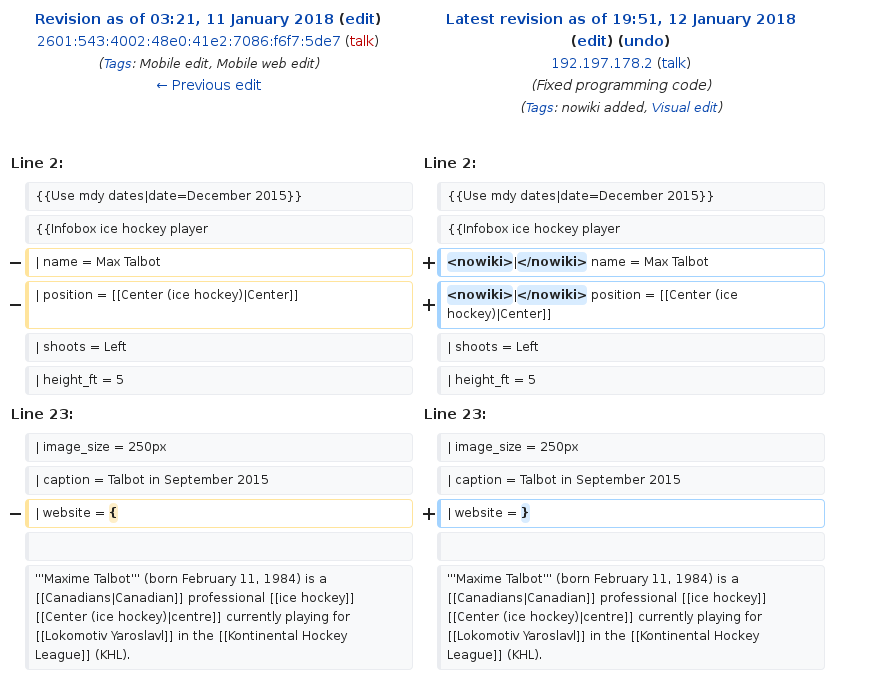 Revision as of 03:21, 11 January 2018 (edit)
2601:543:4002:48e0:41e2:7086:f6f7:5de7 (talk)
(Tags: Mobile edit, Mobile web edit)
← Previous edit
Latest revision as of 19:51, 12 January 2018
(edit) (undo)
192.197.178.2 (talk)
(Fixed programming code)
(Tags: nowiki added, Visual edit)
Line 2:
Line 2:
{{Use mdy dates|date=December 2015}}
{{Use mdy dates|date=December 2015}}
{{Infobox ice hockey player
{{Infobox ice hockey player
− | name = Max Talbot
+ <nowiki>|</nowiki> name = Max Talbot
− | position = [[Center (ice hockey)|Center]]
+ <nowiki>|</nowiki> position = [[Center (ice
hockey)|Center]]
| shoots = Left
| shoots = Left
| height_ft = 5
| height_ft = 5
Line 23:
Line 23:
| image_size = 250px
| image_size = 250px
| caption = Talbot in September 2015
| caption = Talbot in September 2015
− | website = {
+ | website = }
'''Maxime Talbot''' (born February 11, 1984) is a
[[Canadians|Canadian]] professional [[ice hockey]]
[[Center (ice hockey)|centre]] currently playing for
[[Lokomotiv Yaroslavl]] in the [[Kontinental Hockey
League]] (KHL).
'''Maxime Talbot''' (born February 11, 1984) is a
[[Canadians|Canadian]] professional [[ice hockey]]
[[Center (ice hockey)|centre]] currently playing for
[[Lokomotiv Yaroslavl]] in the [[Kontinental Hockey
League]] (KHL).